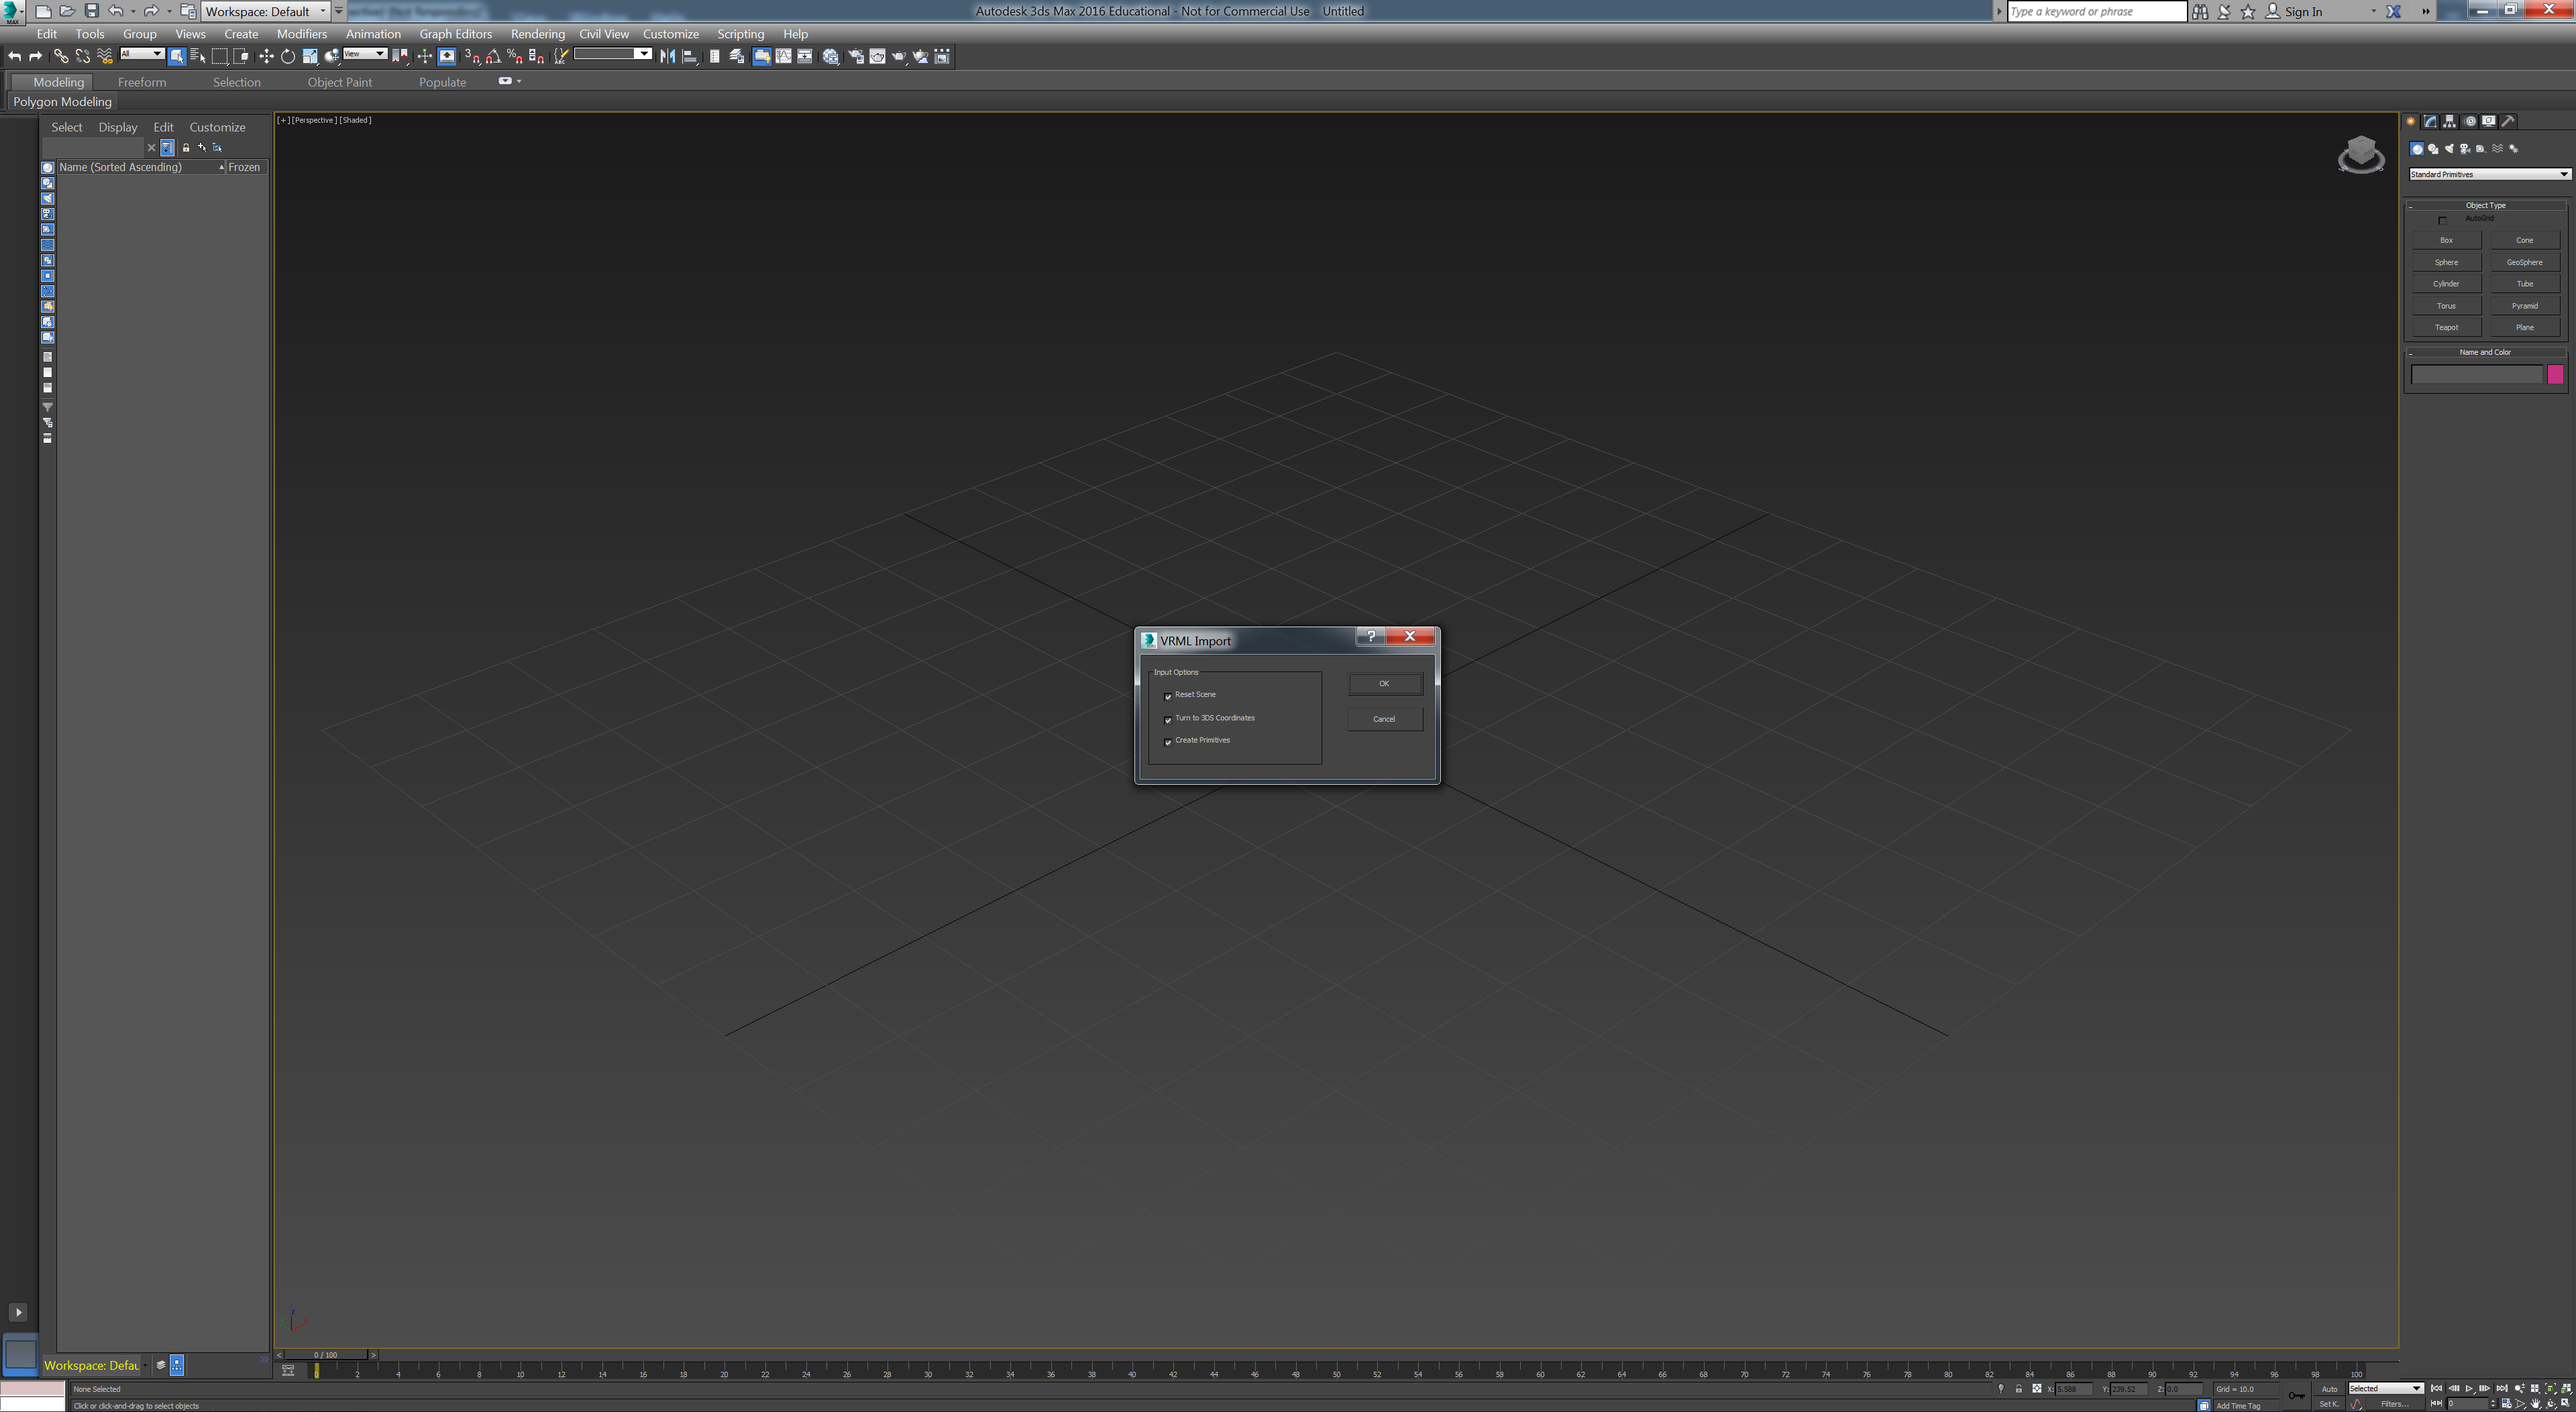 MAX
Workspace: Default
Autodesk 3ds Max 2016 Educational - Not for Commercial Use Untitled
Type a keyword or phrase
Sign In
Edit Tools Group Views Create Modifiers Animation Graph Editors Rendering Civil View Customize Scripting Help
All
View
Modeling Freeform Selection Object Paint Populate
Polygon Modeling
Select Display Edit Customize
Name (Sorted Ascending) Frozen
[+] [Perspective] [Shaded]
Standard Primitives
Object Type
AutoGrid
Box Cone
Sphere GeoSphere
Cylinder Tube
Torus Pyramid
Teapot Plane
Name and Color
VRML Import
Input Options
Reset Scene
Turn to 3DS Coordinates
Create Primitives
OK
Cancel
Workspace: Defau
0 / 100
2 4 6 8 10 12 14 16 18 20 22 24 26 28 30 32 34 36 38 40 42 44 46 48 50 52 54 56 58 60 62 64 66 68 70 72 74 76 78 80 82 84 86 88 90 92 94 96 98 100
None Selected
X: 5.588 Y: 239.52 Z: 0.0 Grid = 10.0
Auto Selected
Click or click-and-drag to select objects
Add Time Tag
Set K. Filters... 0